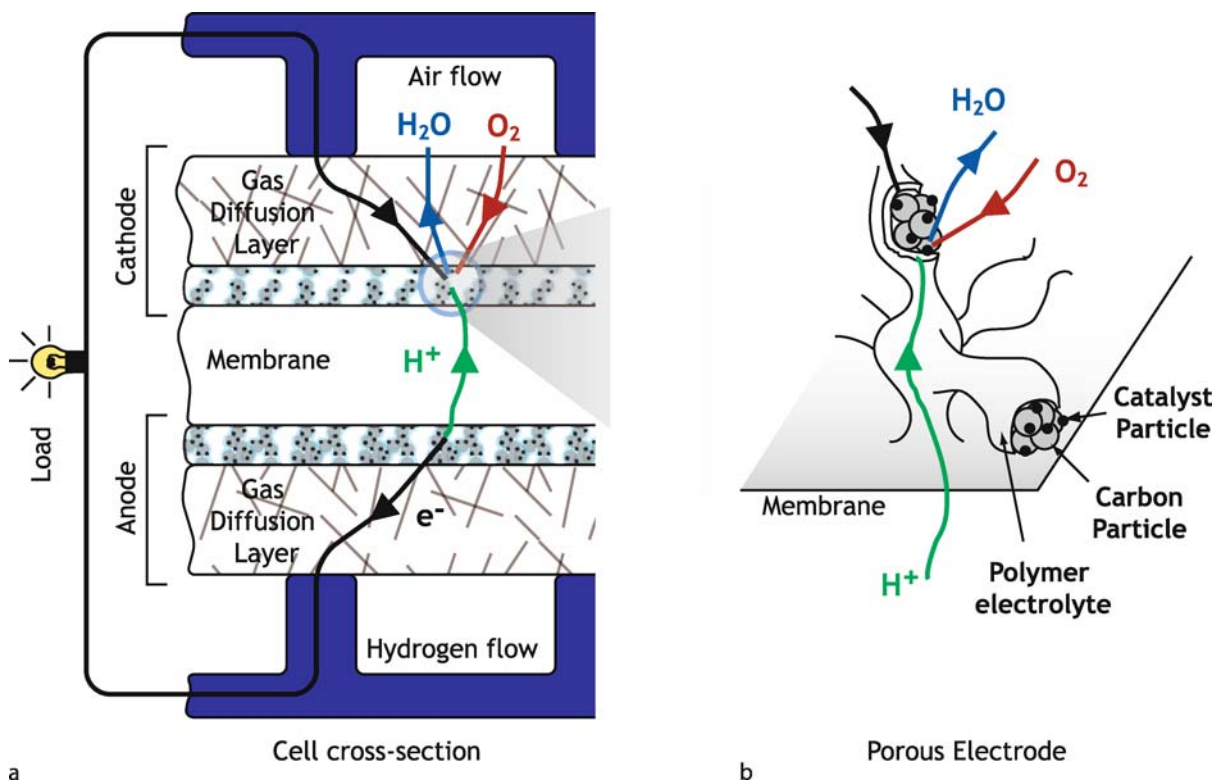 Air flow
H₂O
O₂
Gas
Diffusion
Layer
Cathode
Membrane
H⁺
Load
Anode
Gas
Diffusion
Layer
e⁻
Hydrogen flow
Cell cross-section
a
H₂O
O₂
Catalyst
Particle
Membrane
Carbon
Particle
H⁺
Polymer
electrolyte
Porous Electrode
b